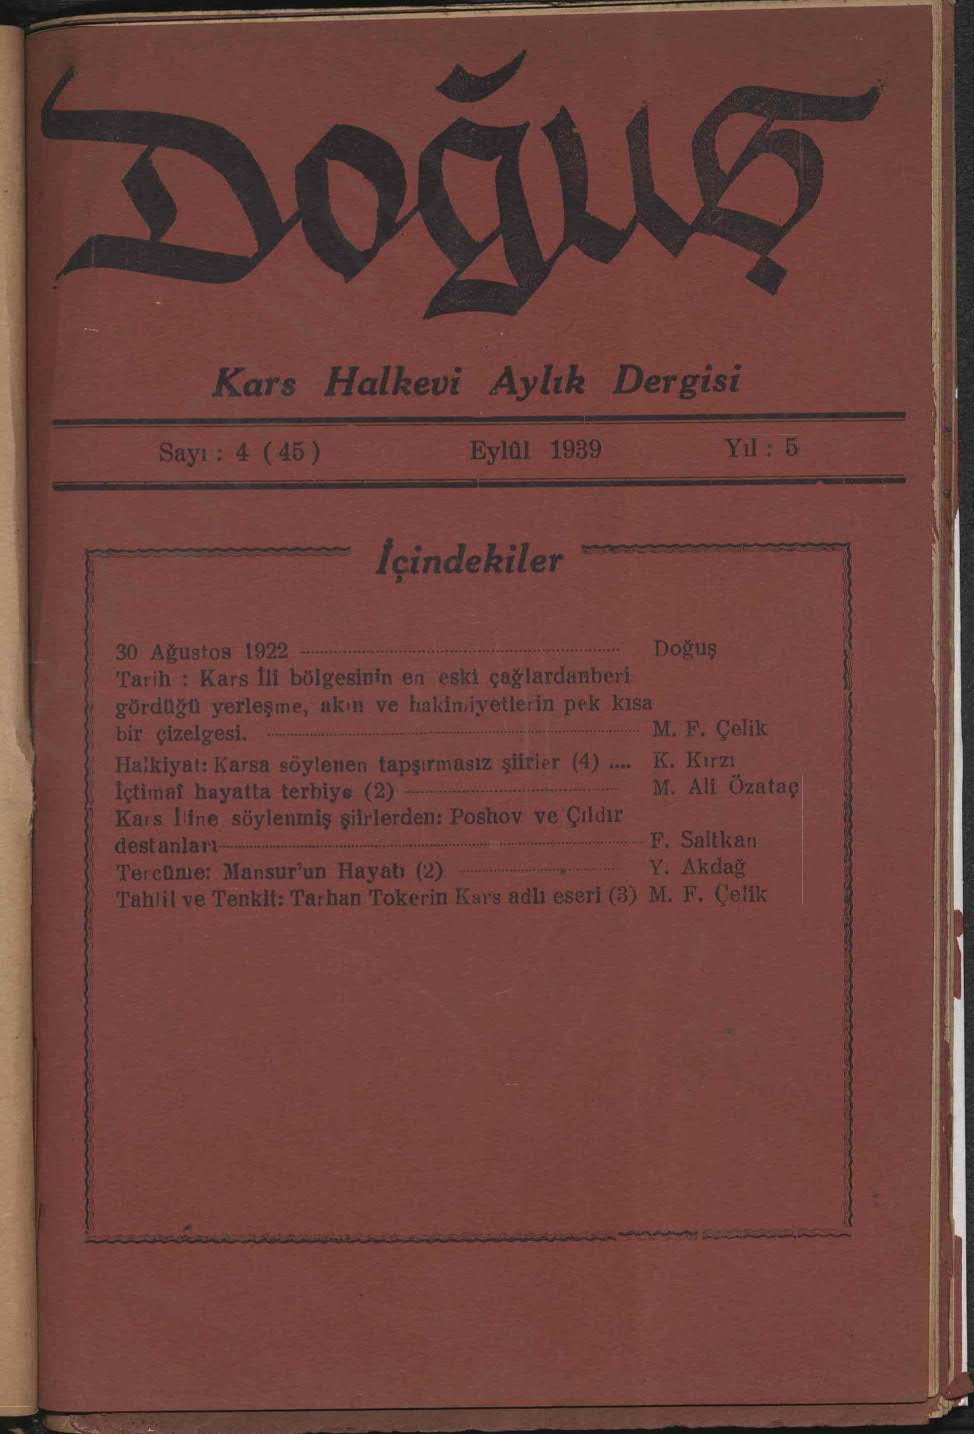 Doğuş
Kars Halkevi Aylık Dergisi
Sayı : 4 (45) Eylûl 1939 Yıl : 5
İçindekiler
30 Ağustos 1922 ........ Doğuş
Tarih : Kars İli bölgesinin en eski çağlardanberi
gördüğü yerleşme, akın ve hakimiyetlerin pek kısa
bir çizelgesi. ........ M. F. Çelik
Halkiyat: Karsa söylenen tapşırmasız şiirler (4) .... K. Kırzı
İçtimaî hayatta terbiye (2) ........ M. Ali Özataç
Kars İline söylenmiş şiirlerden: Poshov ve Çıldır
destanları ........ F. Saltkan
Tercüme: Mansur'un Hayatı (2) ........ Y. Akdağ
Tahlil ve Tenkit: Tarhan Tokerin Kars adlı eseri (3) M. F. Çelik